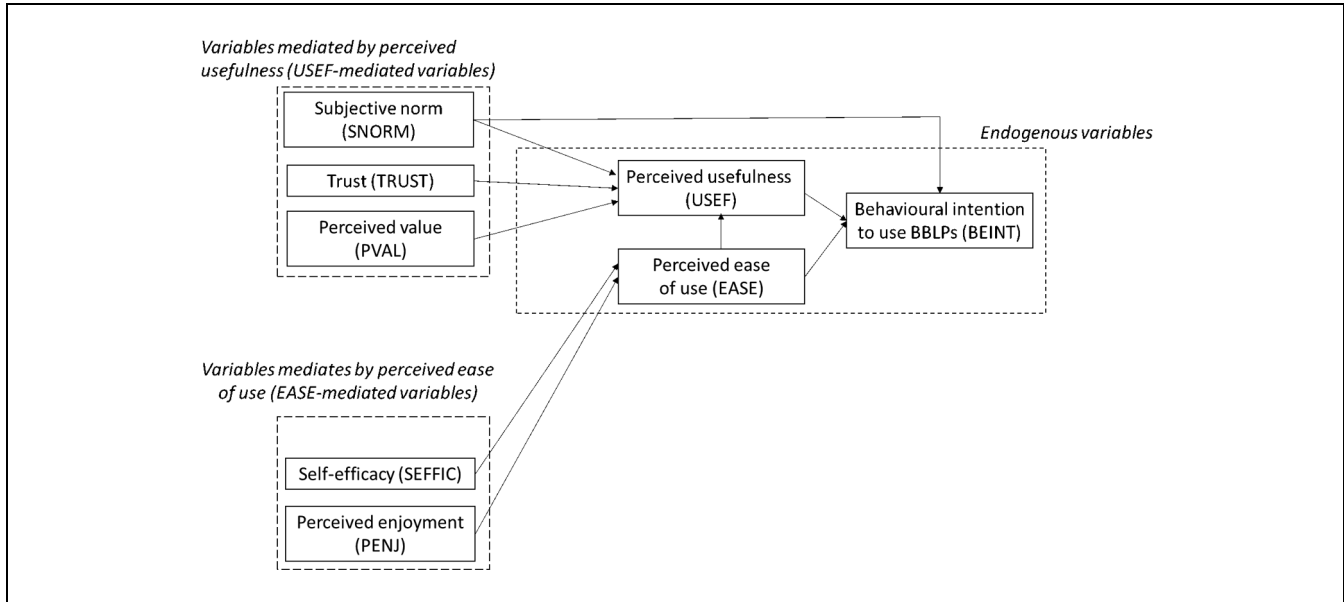 Variables mediated by perceived
usefulness (USEF-mediated variables)
Subjective norm
(SNORM)
Trust (TRUST)
Perceived value
(PVAL)
Endogenous variables
Perceived usefulness
(USEF)
Behavioural intention
to use BBLPs (BEINT)
Perceived ease
of use (EASE)
Variables mediates by perceived ease
of use (EASE-mediated variables)
Self-efficacy (SEFFIC)
Perceived enjoyment
(PENJ)